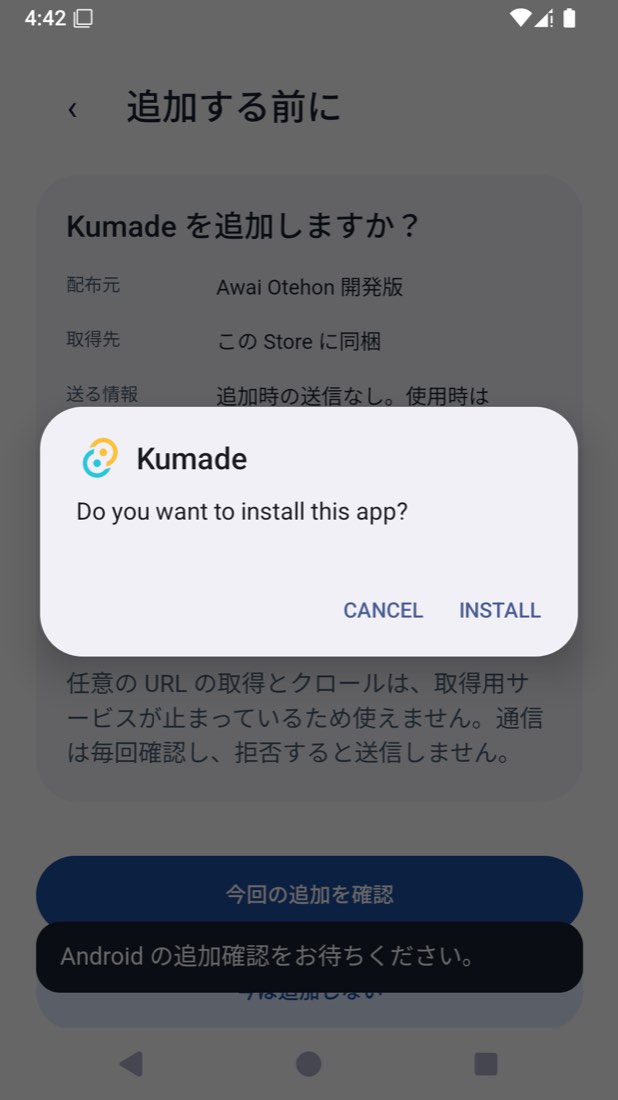 4:42
追加する前に
Kumade を追加しますか？
配布元 Awai Otehon 開発版
取得先 この Store に同梱
送る情報 追加時の送信なし。使用時は
Kumade
Do you want to install this app?
CANCEL INSTALL
任意の URL の取得とクロールは、取得用サ
ービスが止まっているため使えません。通信
は毎回確認し、拒否すると送信しません。
今回の追加を確認
Android の追加確認をお待ちください。
今は追加しない